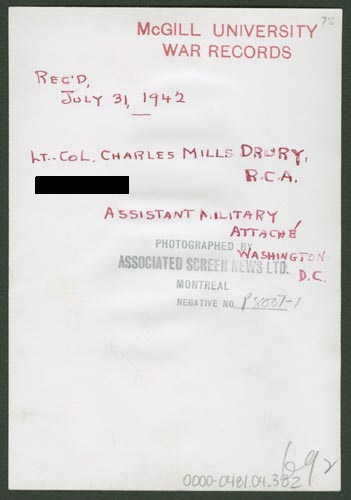 75
McGILL UNIVERSITY
WAR RECORDS
REC'D,
JULY 31, 1942
LT.-COL. CHARLES MILLS DRURY,
R.C.A.
ASSISTANT MILITARY
ATTACHÉ
WASHINGTON
D.C.
PHOTOGRAPHED BY
ASSOCIATED SCREEN NEWS LTD.
MONTREAL
NEGATIVE NO. P8007-1
692
0000-0481.04.382